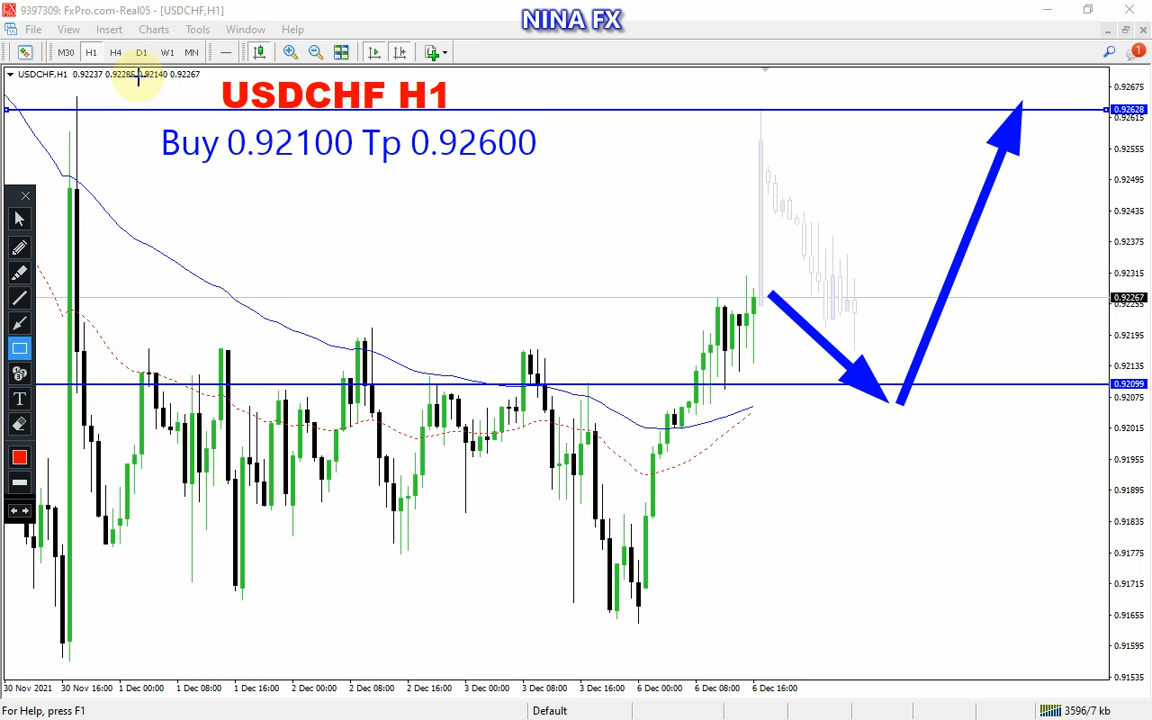 9397309: FxPro.com-Real05 - [USDCHF,H1]
NINA FX
File View Insert Charts Tools Window Help
M30 H1 H4 D1 W1 MN
1
USDCHF,H1 0.92237 0.92285 0.92140 0.92267
USDCHF H1
Buy 0.92100 Tp 0.92600
0.92675
0.92628
0.92615
0.92555
0.92495
0.92435
0.92375
0.92315
0.92267
0.92255
0.92195
0.92135
0.92099
0.92075
0.92015
0.91955
0.91895
0.91835
0.91775
0.91715
0.91655
0.91595
0.91535
T
30 Nov 2021 30 Nov 16:00 1 Dec 00:00 1 Dec 08:00 1 Dec 16:00 2 Dec 00:00 2 Dec 08:00 2 Dec 16:00 3 Dec 00:00 3 Dec 08:00 3 Dec 16:00 6 Dec 00:00 6 Dec 08:00 6 Dec 16:00
For Help, press F1 Default 3596/7 kb